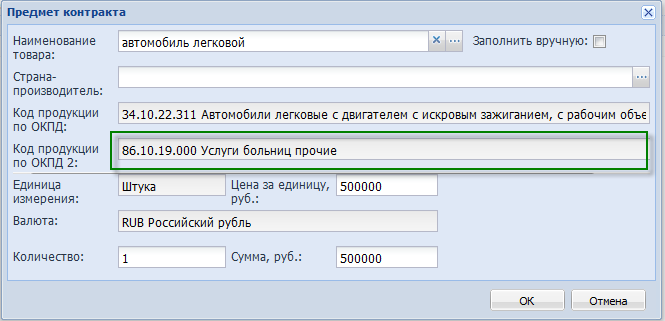 Предмет контракта
Наименование товара: автомобиль легковой Заполнить вручную:
Страна-производитель:
Код продукции по ОКПД: 34.10.22.311 Автомобили легковые с двигателем с искровым зажиганием, с рабочим объе
Код продукции по ОКПД 2: 86.10.19.000 Услуги больниц прочие
Единица измерения: Штука Цена за единицу, руб.: 500000
Валюта: RUB Российский рубль
Количество: 1 Сумма, руб.: 500000
ОК Отмена